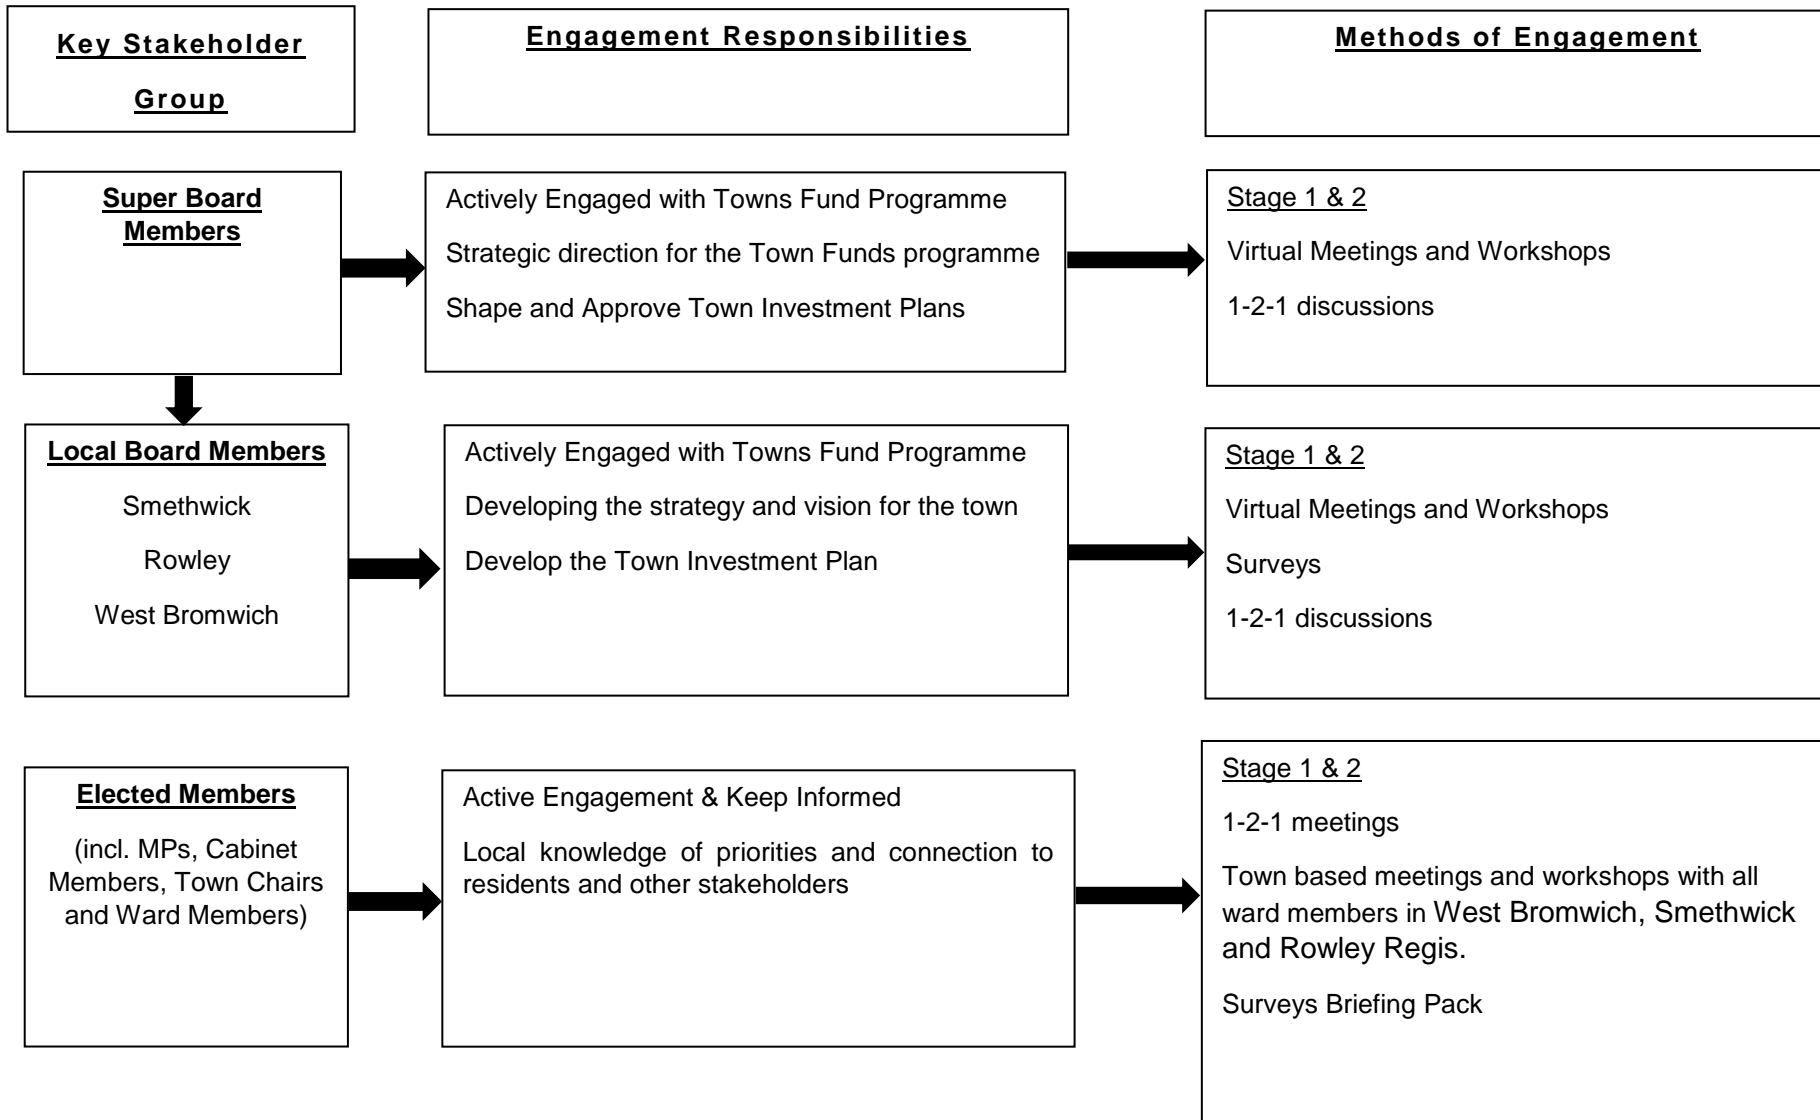 Key Stakeholder
Group
Engagement Responsibilities
Methods of Engagement
Super Board
Members
Actively Engaged with Towns Fund Programme
Strategic direction for the Town Funds programme
Shape and Approve Town Investment Plans
Stage 1 & 2
Virtual Meetings and Workshops
1-2-1 discussions
Local Board Members
Smethwick
Rowley
West Bromwich
Actively Engaged with Towns Fund Programme
Developing the strategy and vision for the town
Develop the Town Investment Plan
Stage 1 & 2
Virtual Meetings and Workshops
Surveys
1-2-1 discussions
Elected Members
(incl. MPs, Cabinet
Members, Town Chairs
and Ward Members)
Active Engagement & Keep Informed
Local knowledge of priorities and connection to
residents and other stakeholders
Stage 1 & 2
1-2-1 meetings
Town based meetings and workshops with all
ward members in West Bromwich, Smethwick
and Rowley Regis.
Surveys Briefing Pack